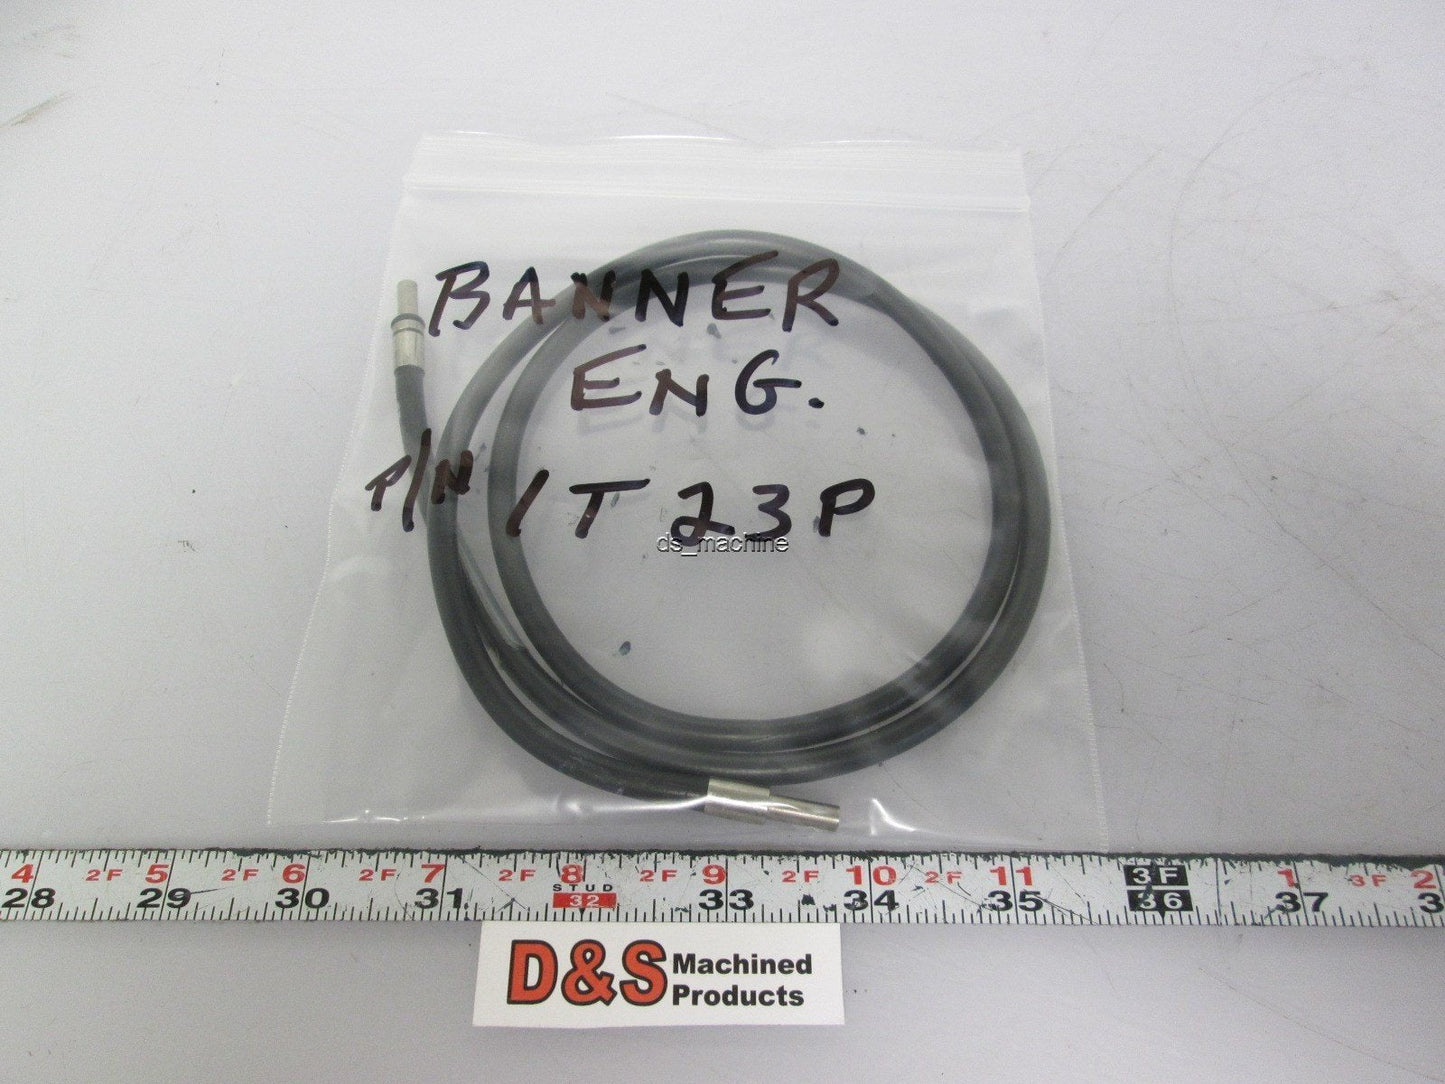 BANNER
ENG.
P/N IT23P
ds_machine
4 2F 5 2F 6 2F 7 2F 8 2F 9 2F 10 2F 11 3F 1 3F 2
28 29 30 31 STUD 32 33 34 35 36 37 3
D&S Machined
Products